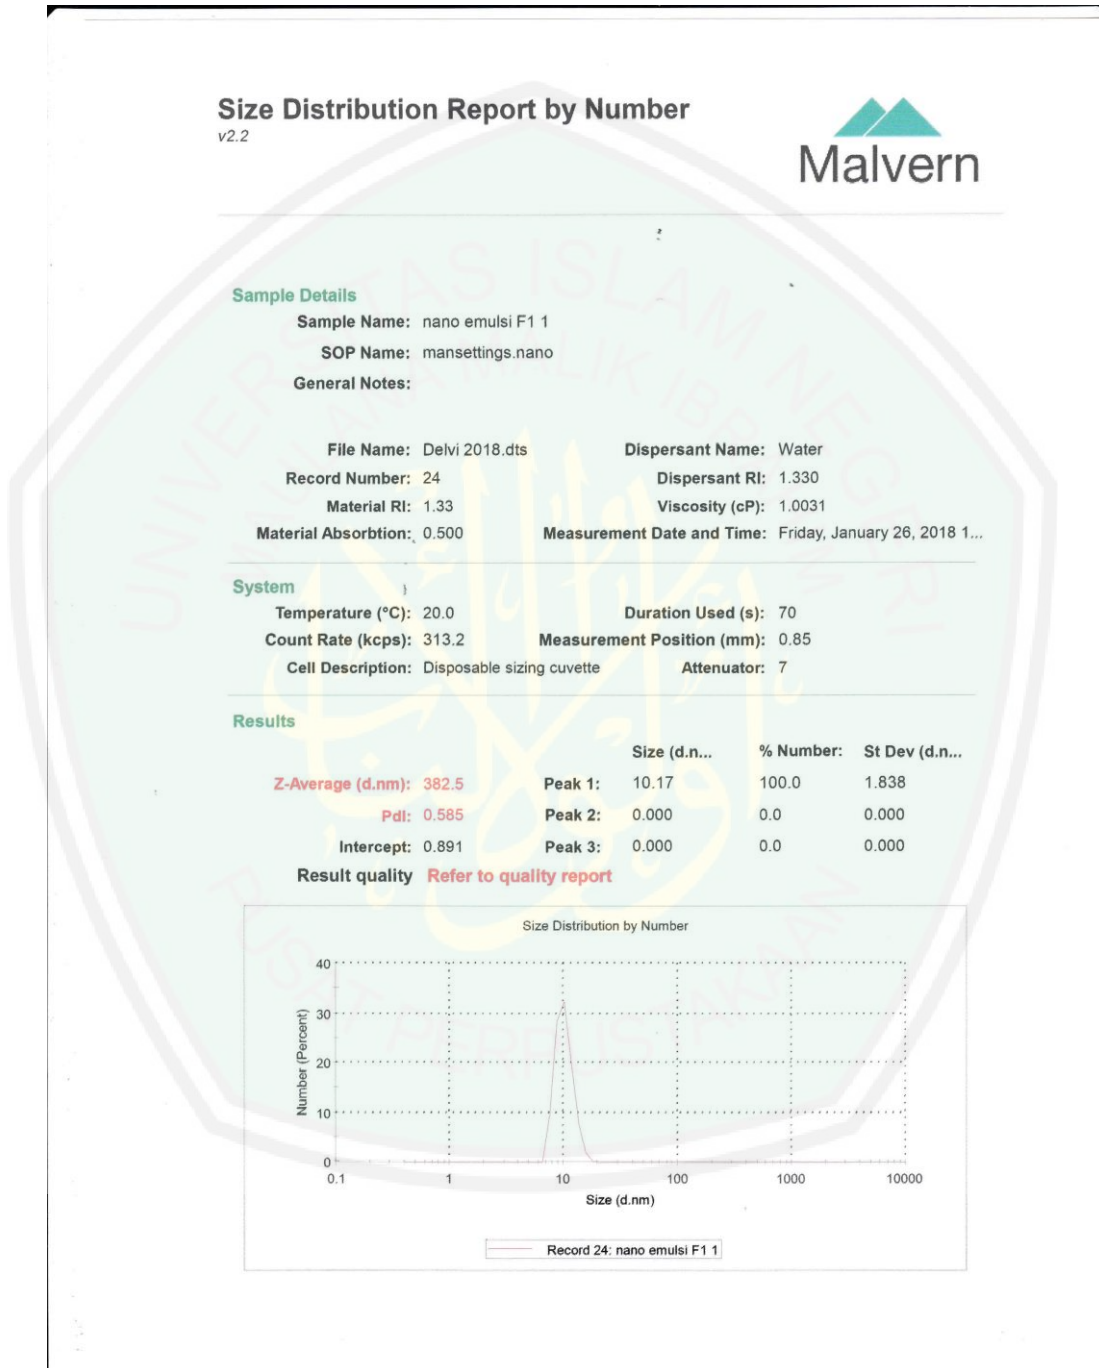 Size Distribution Report by Number
v2.2
Malvern
Sample Details
Sample Name: nano emulsi F1 1
SOP Name: mansettings.nano
General Notes:
File Name: Delvi 2018.dts Dispersant Name: Water
Record Number: 24 Dispersant RI: 1.330
Material RI: 1.33 Viscosity (cP): 1.0031
Material Absorbtion: 0.500 Measurement Date and Time: Friday, January 26, 2018 1...
System
Temperature (°C): 20.0 Duration Used (s): 70
Count Rate (kcps): 313.2 Measurement Position (mm): 0.85
Cell Description: Disposable sizing cuvette Attenuator: 7
Results
Size (d.n... % Number: St Dev (d.n...
Z-Average (d.nm): 382.5 Peak 1: 10.17 100.0 1.838
PdI: 0.585 Peak 2: 0.000 0.0 0.000
Intercept: 0.891 Peak 3: 0.000 0.0 0.000
Result quality Refer to quality report
Size Distribution by Number
Number (Percent)
40
30
20
10
0
0.1 1 10 100 1000 10000
Size (d.nm)
Record 24: nano emulsi F1 1
UNIVERSITAS ISLAM NEGERI
MAULANA MALIK IBRAHIM
PUSAT PERPUSTAKAAN